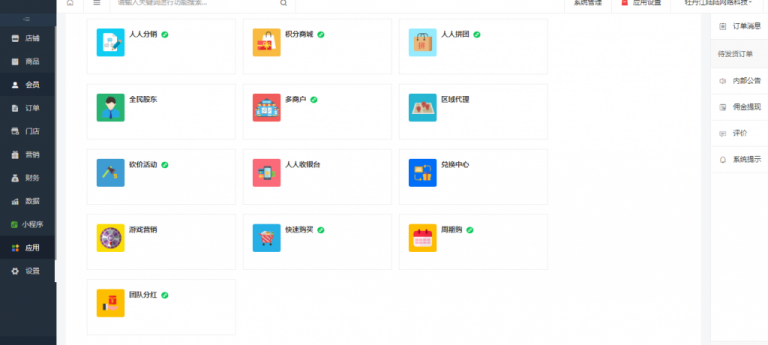 请输入关键词进行功能搜索...
系统管理
应用设置
牡丹江陆陆网络科技
店铺
商品
会员
订单
门店
营销
财务
数据
小程序
应用
设置
人人分销
积分商城
人人拼团
全民股东
多商户
区域代理
砍价活动
人人收银台
兑换中心
游戏营销
快速购买
周期购
团队分红
订单消息
待发货订单
内部公告
佣金提现
评价
系统提示